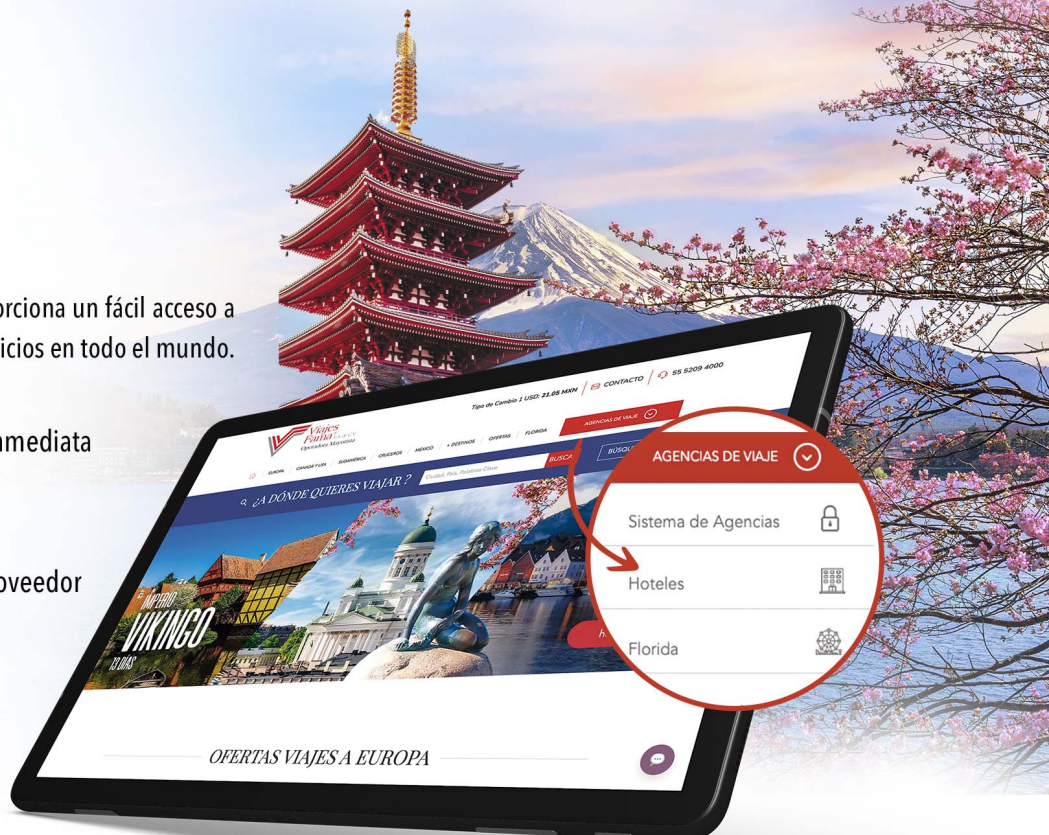 orciona un fácil acceso a
icios en todo el mundo.
nmediata
oveedor
Tipo de Cambio 1 USD: 21.05 MXN
CONTACTO
55 5209 4000
Viajes
Fama
Operadora Mayorista
EUROPA
CANADÁ Y USA
SUDAMÉRICA
CRUCEROS
MÉXICO
+ DESTINOS
OFERTAS
FLORIDA
AGENCIAS DE VIAJE
¿A DÓNDE QUIERES VIAJAR ?
Ciudad, País, Palabras Clave
BUSCA
BÚSQU
IMPERIO
VIKINGO
13 DÍAS
OFERTAS VIAJES A EUROPA
AGENCIAS DE VIAJE
Sistema de Agencias
Hoteles
Florida